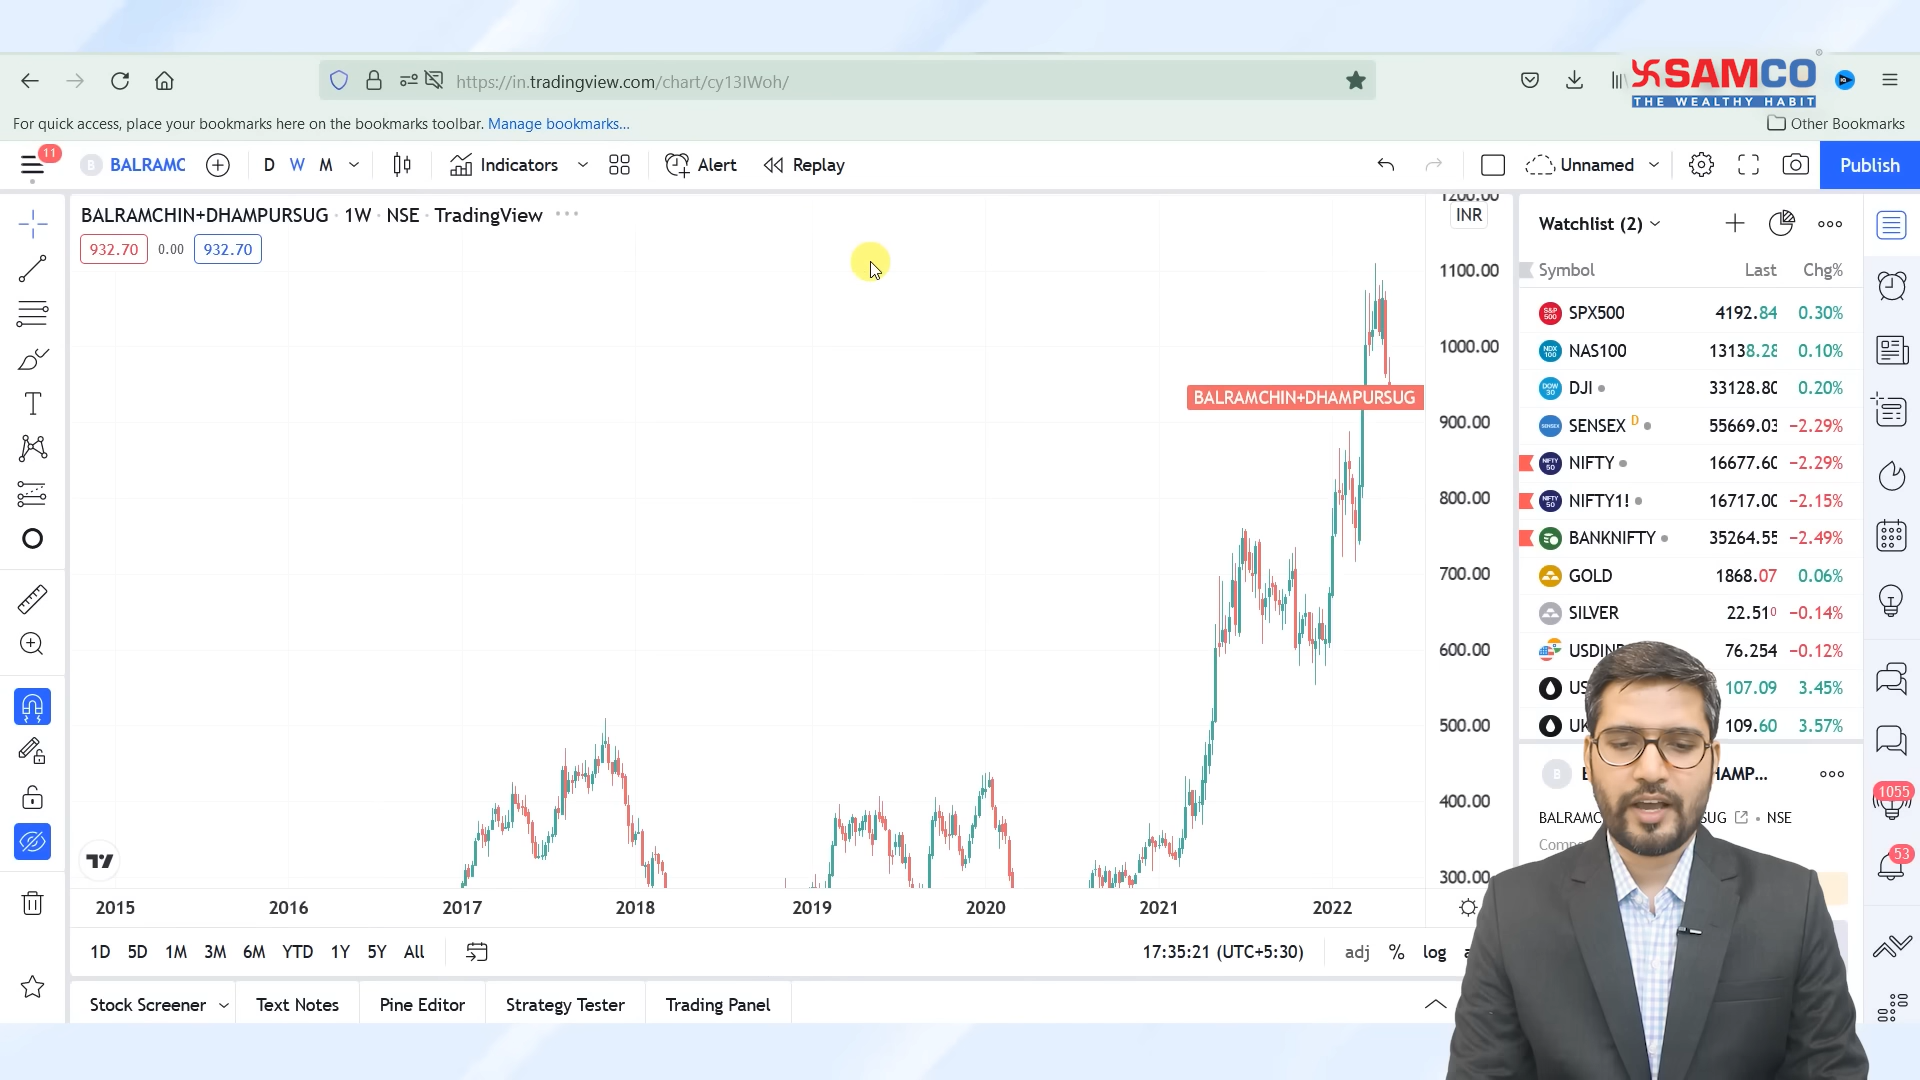 SAMCO
THE WEALTHY HABIT
https://in.tradingview.com/chart/cy13IWoh/
For quick access, place your bookmarks here on the bookmarks toolbar. Manage bookmarks...
Other Bookmarks
11
B BALRAMC D W M Indicators Alert Replay Unnamed Publish
BALRAMCHIN+DHAMPURSUG · 1W · NSE · TradingView
932.70 0.00 932.70
INR
1200.00
1100.00
1000.00
BALRAMCHIN+DHAMPURSUG
900.00
800.00
700.00
600.00
500.00
400.00
300.00
2015 2016 2017 2018 2019 2020 2021 2022
1D 5D 1M 3M 6M YTD 1Y 5Y All
17:35:21 (UTC+5:30) adj % log
Stock Screener Text Notes Pine Editor Strategy Tester Trading Panel
Watchlist (2)
Symbol Last Chg%
SPX500 4192.84 0.30%
NAS100 13138.28 0.10%
DJI 33128.80 0.20%
SENSEX D 55669.03 −2.29%
NIFTY 16677.60 −2.29%
NIFTY1! 16717.00 −2.15%
BANKNIFTY 35264.55 −2.49%
GOLD 1868.07 0.06%
SILVER 22.510 −0.14%
76.254 −0.12%
107.09 3.45%
109.60 3.57%
B HAMP...
BALRAMC SUG NSE
1055
53